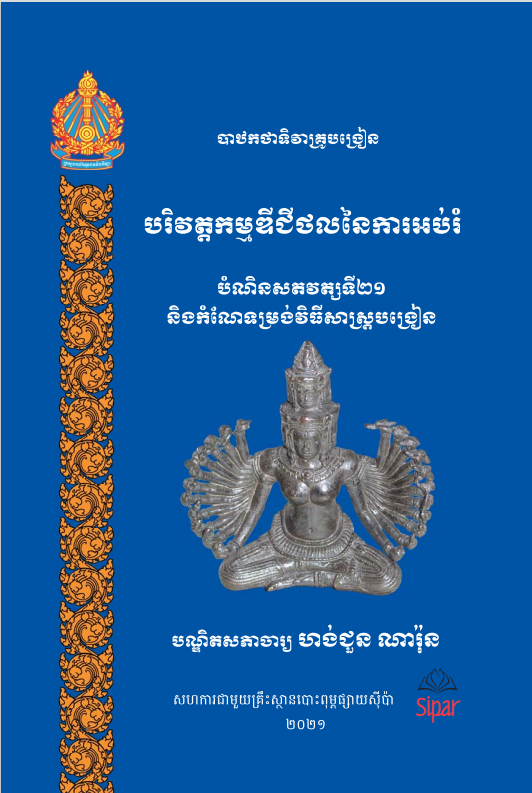 បាឋកថាទិវាគ្រូបង្រៀន
បរិវត្តកម្មឌីជីថលនៃការអប់រំ
បំណិនសតវត្សទី២១
និងកំណែទម្រង់វិធីសាស្ត្របង្រៀន
បណ្ឌិតសភាចារ្យ ហង់ជួន ណារ៉ុន
សហការជាមួយគ្រឹះស្ថានបោះពុម្ពផ្សាយស៊ីប៉ា
Sipar
២០២១